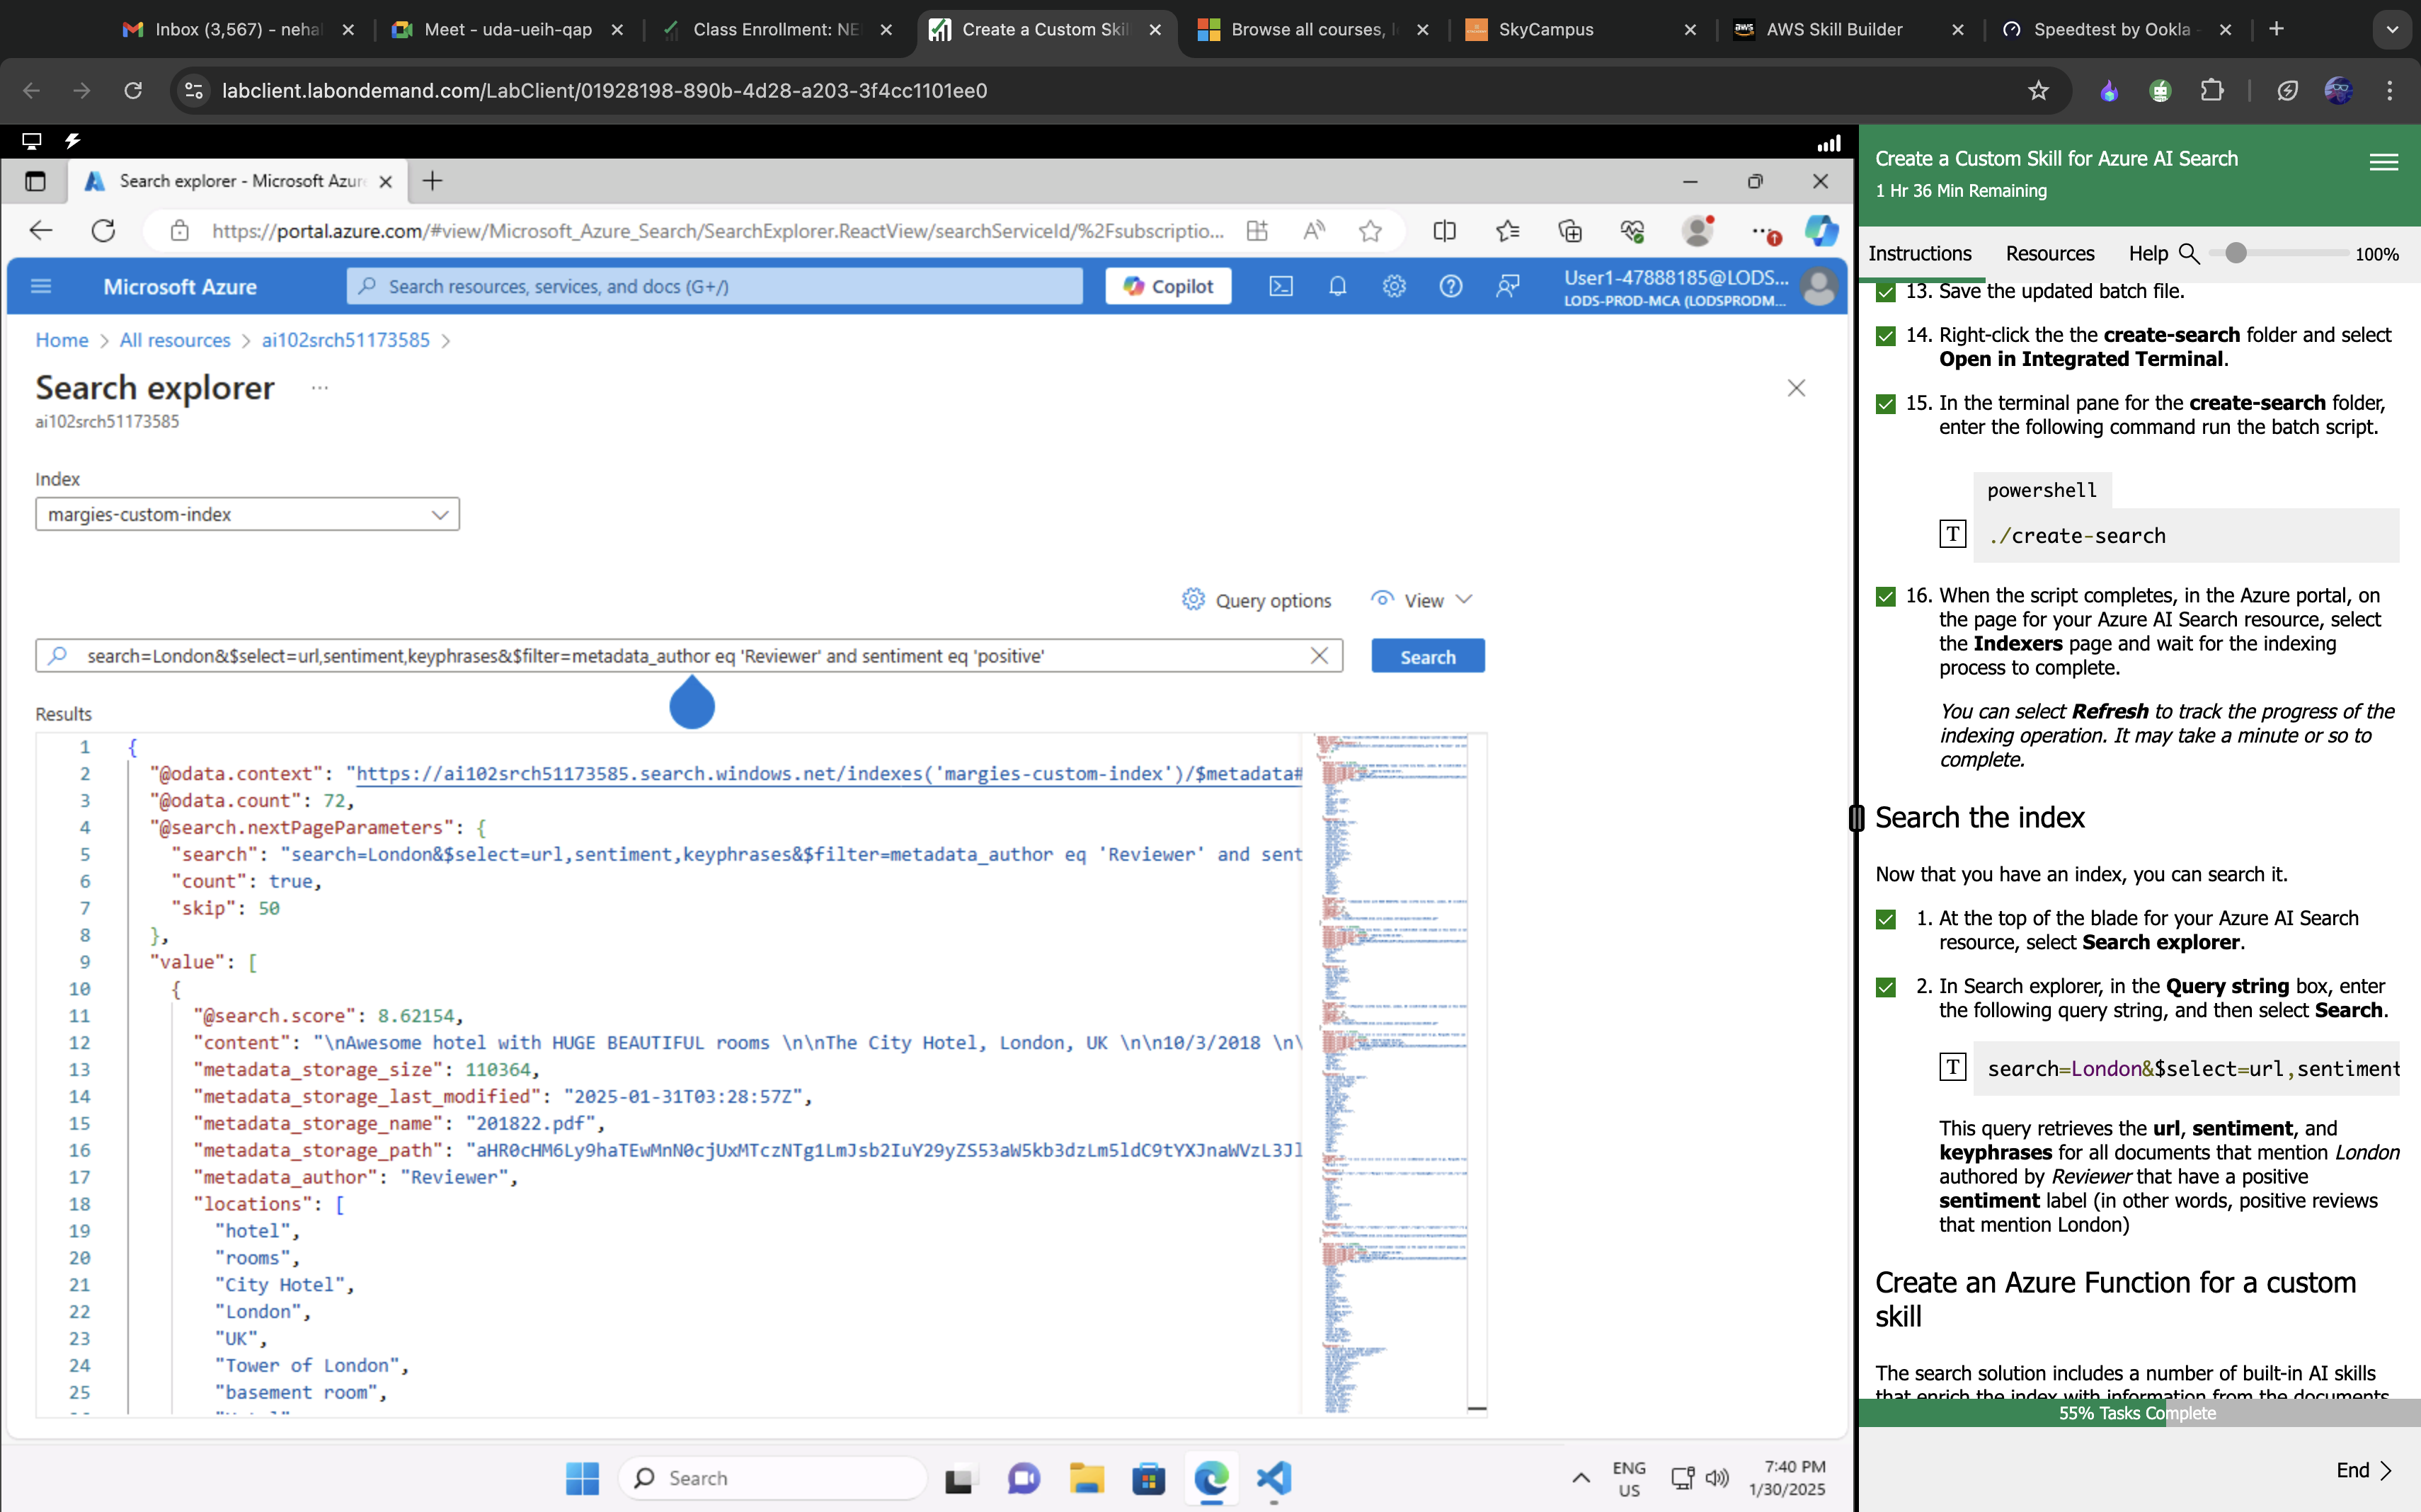 Inbox (3,567) - neha
Meet - uda-ueih-qap
Class Enrollment: NE
Create a Custom Skil
Browse all courses, l
SkyCampus
aws
AWS Skill Builder
Speedtest by Ookla -
labclient.labondemand.com/LabClient/01928198-890b-4d28-a203-3f4cc1101ee0
Search explorer - Microsoft Azur
https://portal.azure.com/#view/Microsoft_Azure_Search/SearchExplorer.ReactView/searchServiceId/%2Fsubscriptio...
Microsoft Azure
Search resources, services, and docs (G+/)
Copilot
User1-47888185@LODS...
LODS-PROD-MCA (LODSPRODM...
Home > All resources > ai102srch51173585 >
Search explorer ...
ai102srch51173585
Index
margies-custom-index
Query options
View
search=London&$select=url,sentiment,keyphrases&$filter=metadata_author eq 'Reviewer' and sentiment eq 'positive'
Search
Results
1 {
2 "@odata.context": "https://ai102srch51173585.search.windows.net/indexes('margies-custom-index')/$metadata#
3 "@odata.count": 72,
4 "@search.nextPageParameters": {
5 "search": "search=London&$select=url,sentiment,keyphrases&$filter=metadata_author eq 'Reviewer' and sent
6 "count": true,
7 "skip": 50
8 },
9 "value": [
10 {
11 "@search.score": 8.62154,
12 "content": "\nAwesome hotel with HUGE BEAUTIFUL rooms \n\nThe City Hotel, London, UK \n\n10/3/2018 \n\
13 "metadata_storage_size": 110364,
14 "metadata_storage_last_modified": "2025-01-31T03:28:57Z",
15 "metadata_storage_name": "201822.pdf",
16 "metadata_storage_path": "aHR0cHM6Ly9haTEwMnN0cjUxMTczNTg1LmJsb2IuY29yZS53aW5kb3dzLm5ldC9tYXJnaWVzL3Jl
17 "metadata_author": "Reviewer",
18 "locations": [
19 "hotel",
20 "rooms",
21 "City Hotel",
22 "London",
23 "UK",
24 "Tower of London",
25 "basement room",
Search
ENG
US
7:40 PM
1/30/2025
Create a Custom Skill for Azure AI Search
1 Hr 36 Min Remaining
Instructions
Resources
Help
100%
13. Save the updated batch file.
14. Right-click the the create-search folder and select
Open in Integrated Terminal.
15. In the terminal pane for the create-search folder,
enter the following command run the batch script.
powershell
T ./create-search
16. When the script completes, in the Azure portal, on
the page for your Azure AI Search resource, select
the Indexers page and wait for the indexing
process to complete.
You can select Refresh to track the progress of the
indexing operation. It may take a minute or so to
complete.
Search the index
Now that you have an index, you can search it.
1. At the top of the blade for your Azure AI Search
resource, select Search explorer.
2. In Search explorer, in the Query string box, enter
the following query string, and then select Search.
T search=London&$select=url,sentiment
This query retrieves the url, sentiment, and
keyphrases for all documents that mention London
authored by Reviewer that have a positive
sentiment label (in other words, positive reviews
that mention London)
Create an Azure Function for a custom
skill
The search solution includes a number of built-in AI skills
that enrich the index with information from the documents,
55% Tasks Complete
End